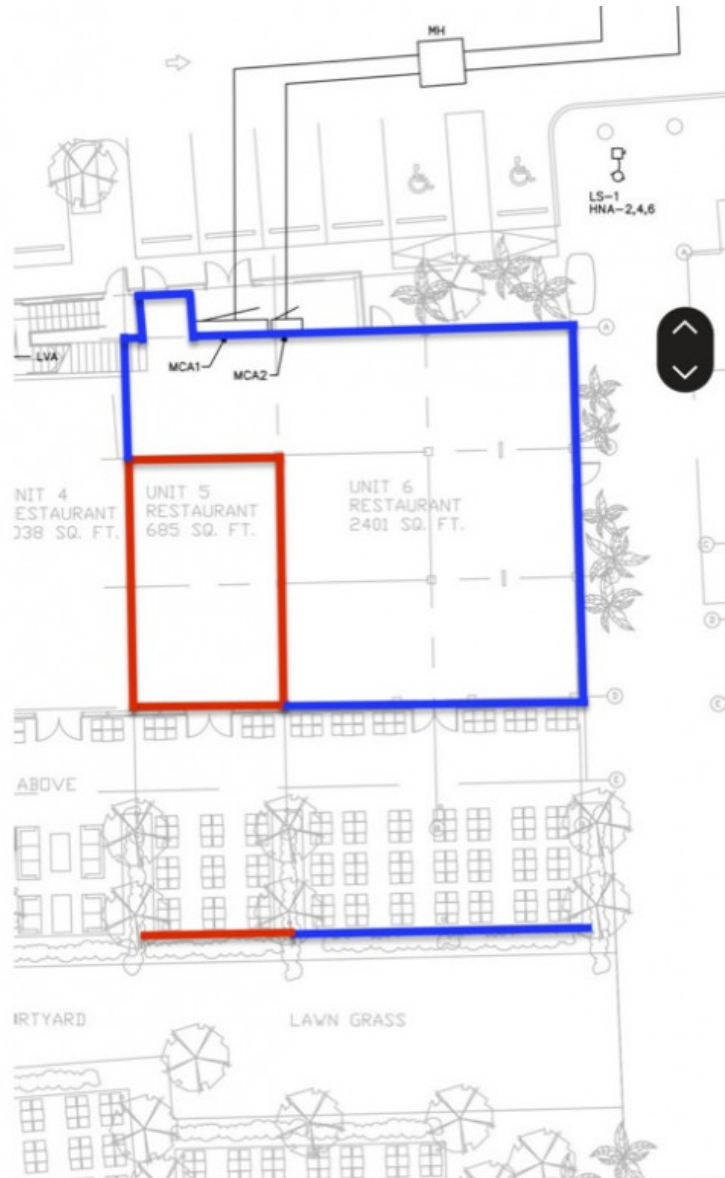 MH
LS-1
HNA-2,4,6
A
A
LVA
MCA1
MCA2
NIT 4
ESTAURANT
038 SQ. FT.
UNIT 5
RESTAURANT
685 SQ. FT.
UNIT 6
RESTAURANT
2401 SQ. FT.
C
D
D
E
ABOVE
RTYARD
LAWN GRASS